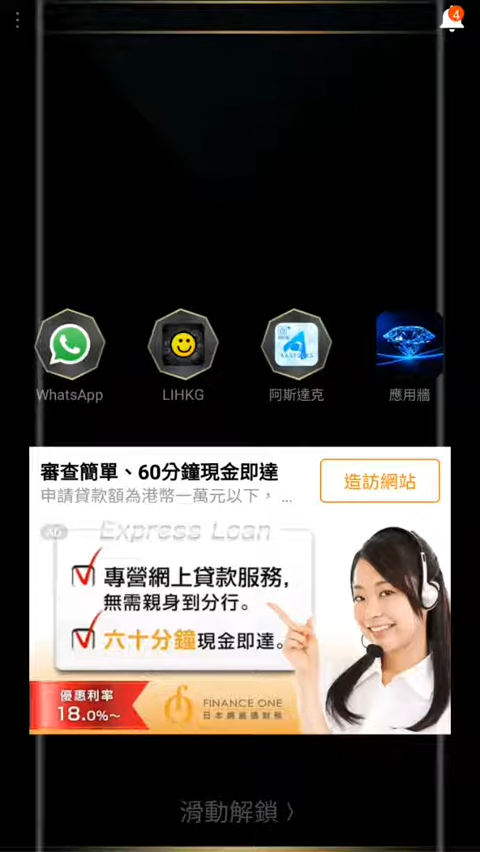 4
WhatsApp
LIHKG
阿斯達克
應用牆
審查簡單、60分鐘現金即達
造訪網站
申請貸款額為港幣一萬元以下， ...
AD
Express Loan
專營網上貸款服務，
無需親身到分行。
六十分鐘現金即達。
優惠利率
18.0%~
FINANCE ONE
滑動解鎖 〉